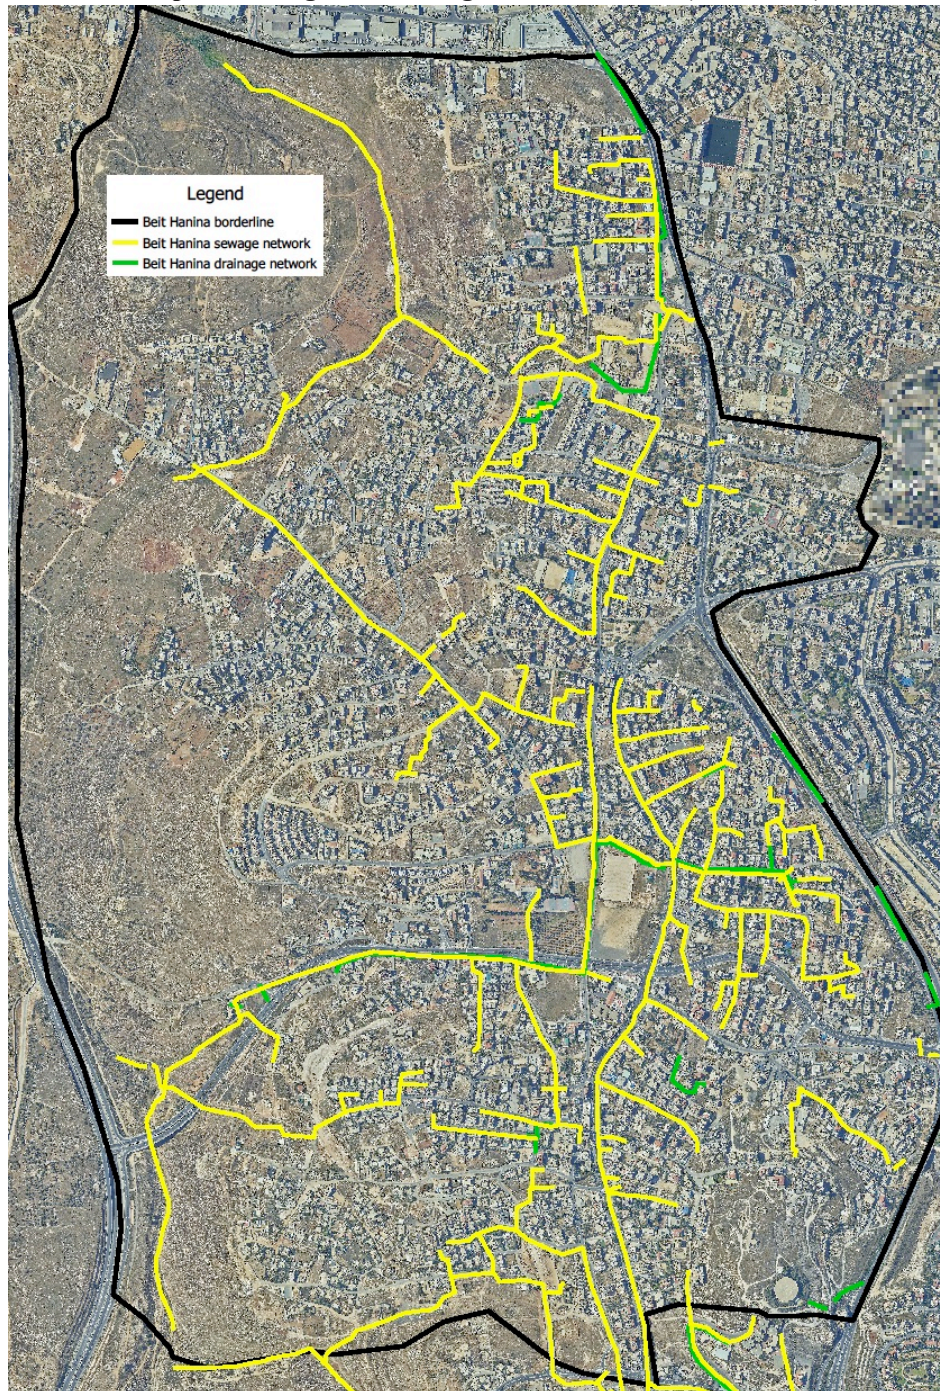 Legend
Beit Hanina borderline
Beit Hanina sewage network
Beit Hanina drainage network